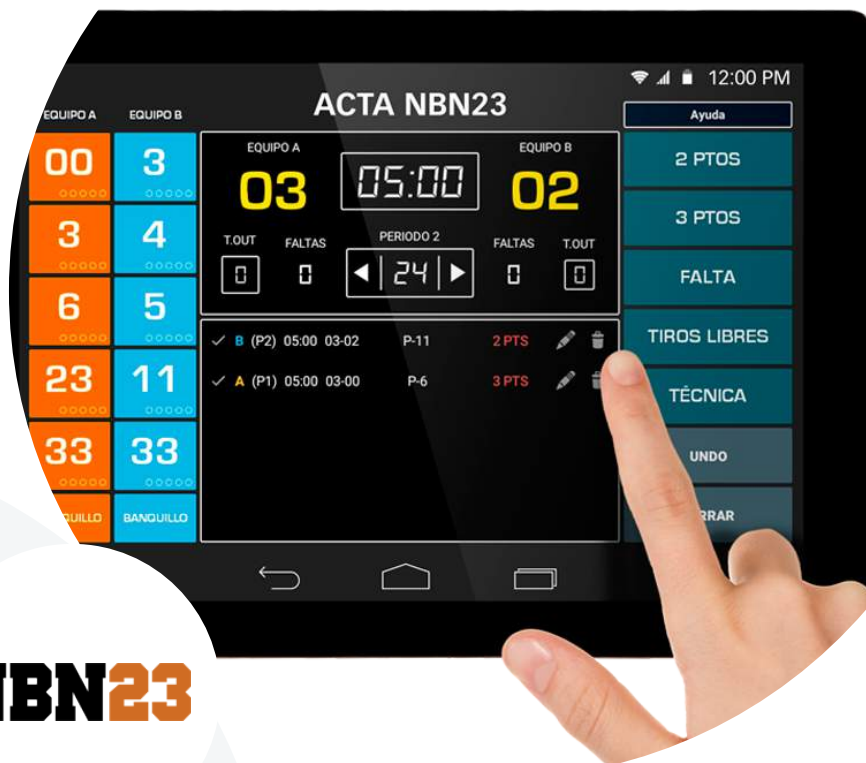 12:00 PM
ACTA NBN23
EQUIPO A
EQUIPO B
Ayuda
00
3
3
4
6
5
23
11
33
33
BANQUILLO
EQUIPO A
05:00
EQUIPO B
03
02
T.OUT
FALTAS
PERIODO 2
FALTAS
T.OUT
0
0
24
0
0
B (P2) 05:00 03-02 P-11 2 PTS
A (P1) 05:00 03-00 P-6 3 PTS
2 PTOS
3 PTOS
FALTA
TIROS LIBRES
TÉCNICA
UNDO
RRAR
NBN23